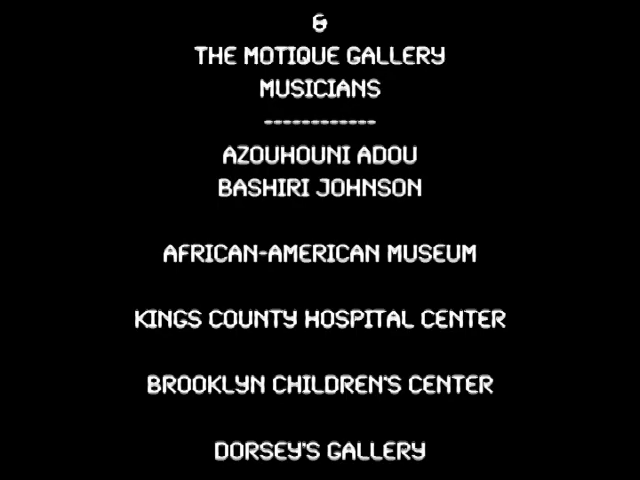 &
THE MOTIQUE GALLERY
MUSICIANS
------------
AZOUHOUNI ADOU
BASHIRI JOHNSON
AFRICAN-AMERICAN MUSEUM
KINGS COUNTY HOSPITAL CENTER
BROOKLYN CHILDREN'S CENTER
DORSEY'S GALLERY